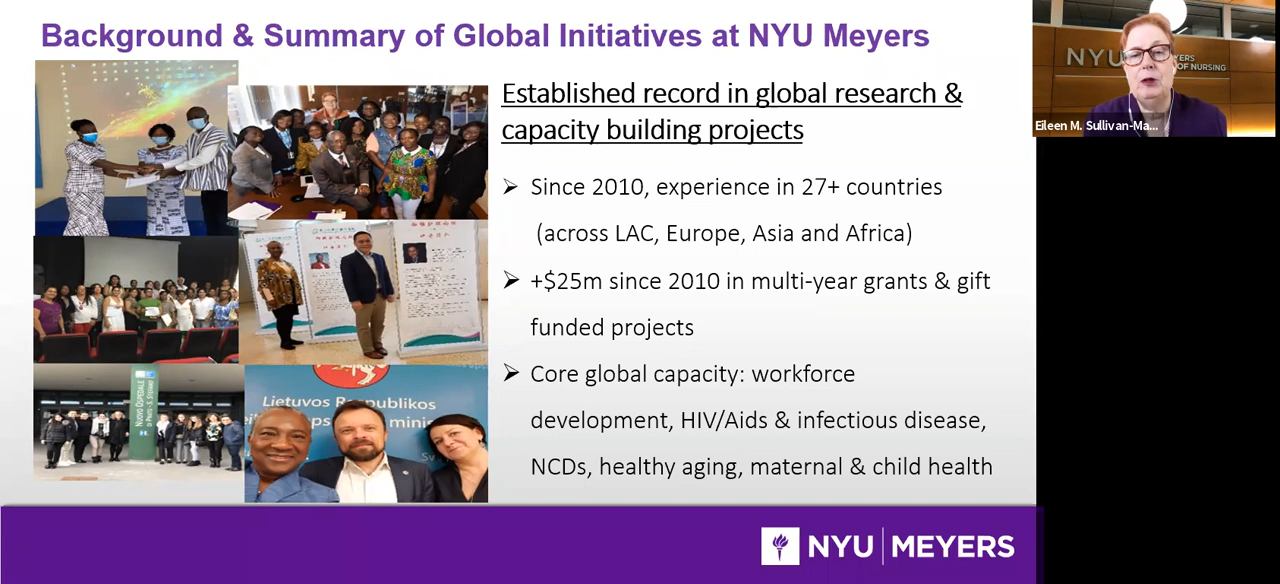 Background & Summary of Global Initiatives at NYU Meyers
Established record in global research &
capacity building projects
Since 2010, experience in 27+ countries
(across LAC, Europe, Asia and Africa)
+$25m since 2010 in multi-year grants & gift
funded projects
Core global capacity: workforce
development, HIV/Aids & infectious disease,
NCDs, healthy aging, maternal & child health
NUOVO OSPEDALE
Lietuvos Respublikos
NYU MEYERS
NYU
OF NURSING
Eileen M. Sullivan-Ma...